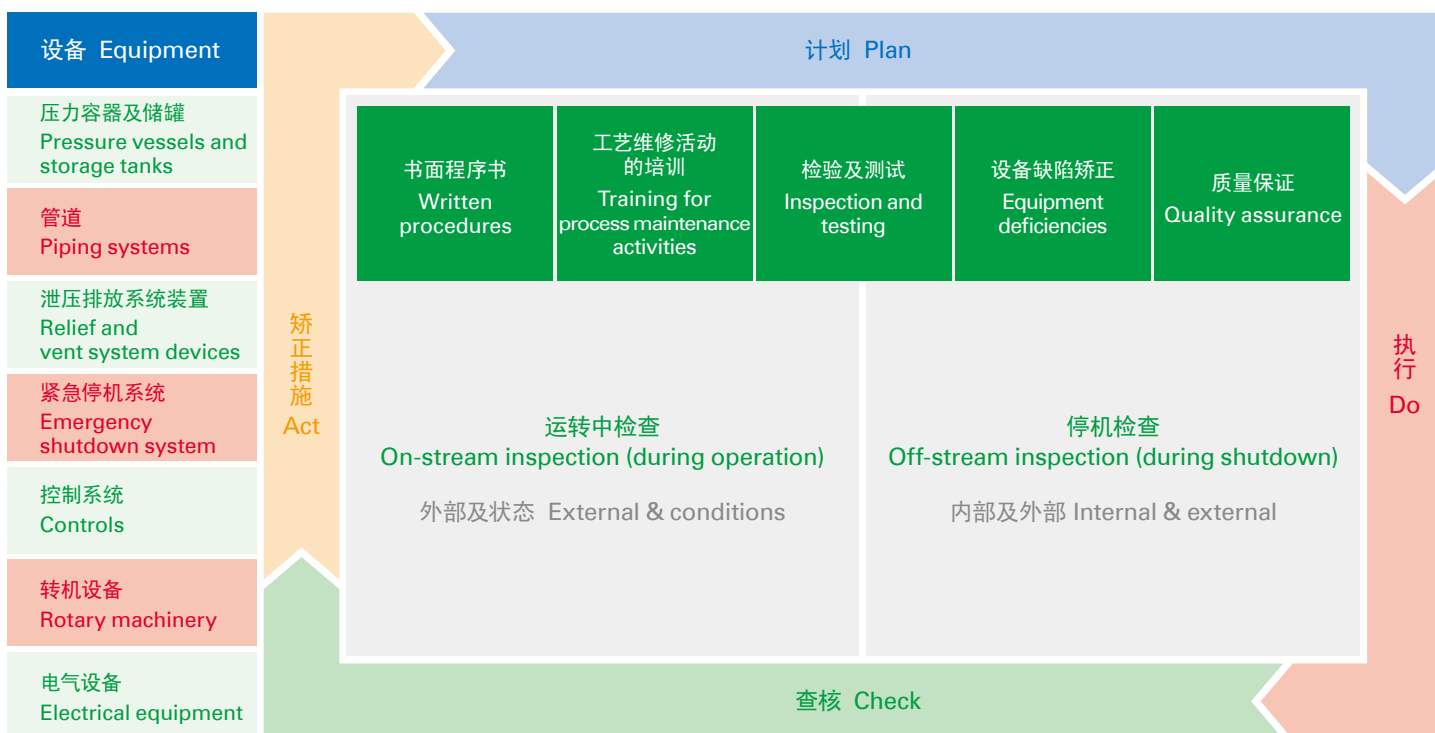 设备 Equipment
压力容器及储罐
Pressure vessels and
storage tanks
管道
Piping systems
泄压排放系统装置
Relief and
vent system devices
紧急停机系统
Emergency
shutdown system
控制系统
Controls
转机设备
Rotary machinery
电气设备
Electrical equipment
矫正措施
Act
计划 Plan
书面程序书
Written
procedures
工艺维修活动
的培训
Training for
process maintenance
activities
检验及测试
Inspection and
testing
设备缺陷矫正
Equipment
deficiencies
质量保证
Quality assurance
运转中检查
On-stream inspection (during operation)
外部及状态 External & conditions
停机检查
Off-stream inspection (during shutdown)
内部及外部 Internal & external
执行
Do
查核 Check